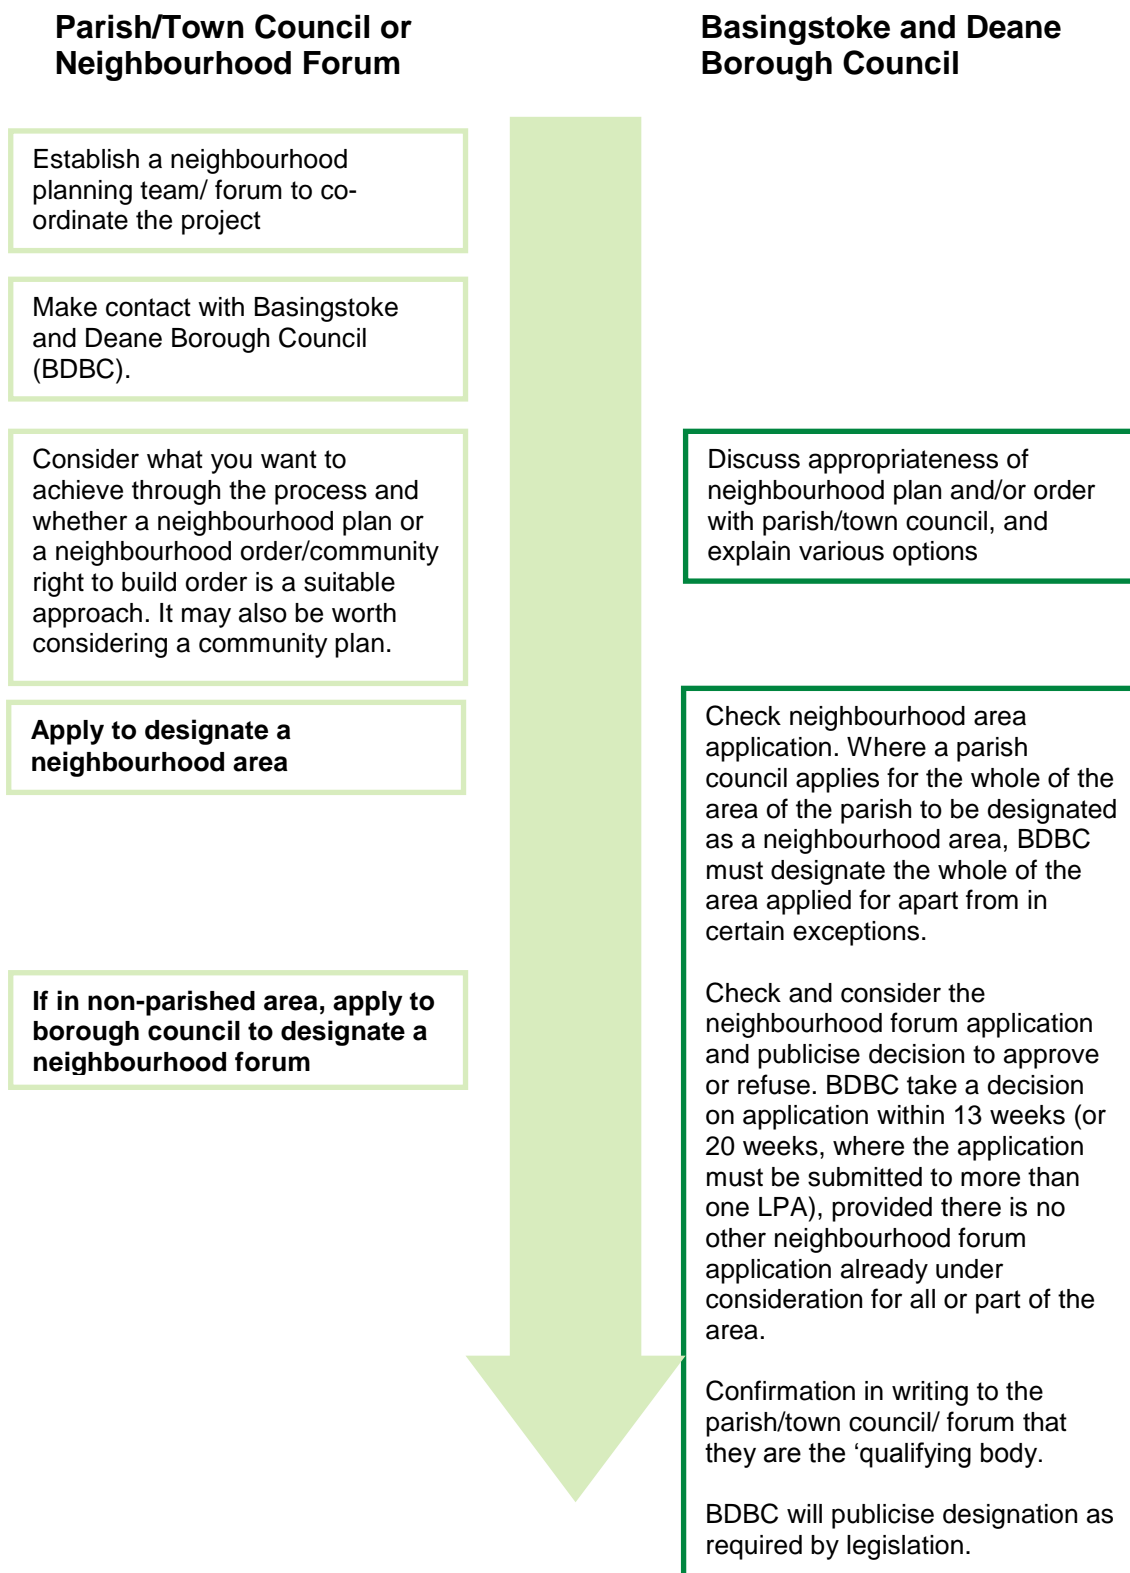 Parish/Town Council or
Neighbourhood Forum
Basingstoke and Deane
Borough Council
Establish a neighbourhood
planning team/ forum to co-
ordinate the project
Make contact with Basingstoke
and Deane Borough Council
(BDBC).
Consider what you want to
achieve through the process and
whether a neighbourhood plan or
a neighbourhood order/community
right to build order is a suitable
approach. It may also be worth
considering a community plan.
Discuss appropriateness of
neighbourhood plan and/or order
with parish/town council, and
explain various options
Apply to designate a
neighbourhood area
If in non-parished area, apply to
borough council to designate a
neighbourhood forum
Check neighbourhood area
application. Where a parish
council applies for the whole of the
area of the parish to be designated
as a neighbourhood area, BDBC
must designate the whole of the
area applied for apart from in
certain exceptions.
Check and consider the
neighbourhood forum application
and publicise decision to approve
or refuse. BDBC take a decision
on application within 13 weeks (or
20 weeks, where the application
must be submitted to more than
one LPA), provided there is no
other neighbourhood forum
application already under
consideration for all or part of the
area.
Confirmation in writing to the
parish/town council/ forum that
they are the ‘qualifying body.
BDBC will publicise designation as
required by legislation.